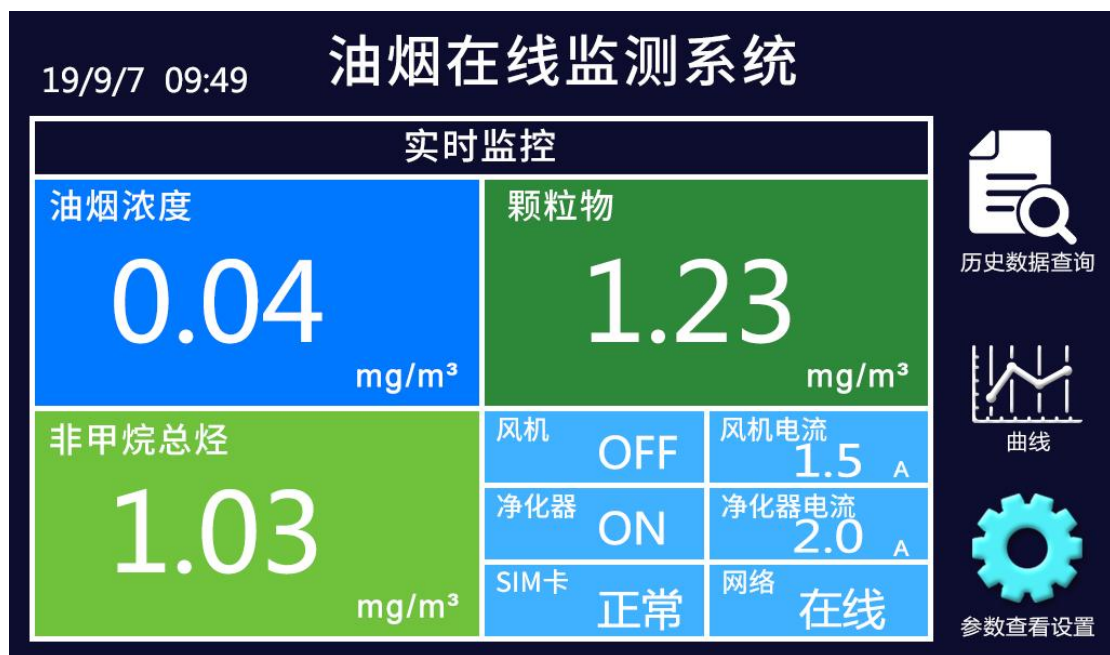 19/9/7 09:49
油烟在线监测系统
实时监控
油烟浓度
0.04
mg/m³
颗粒物
1.23
mg/m³
非甲烷总烃
1.03
mg/m³
风机
OFF
风机电流
1.5 A
净化器
ON
净化器电流
2.0 A
SIM卡
正常
网络
在线
历史数据查询
曲线
参数查看设置